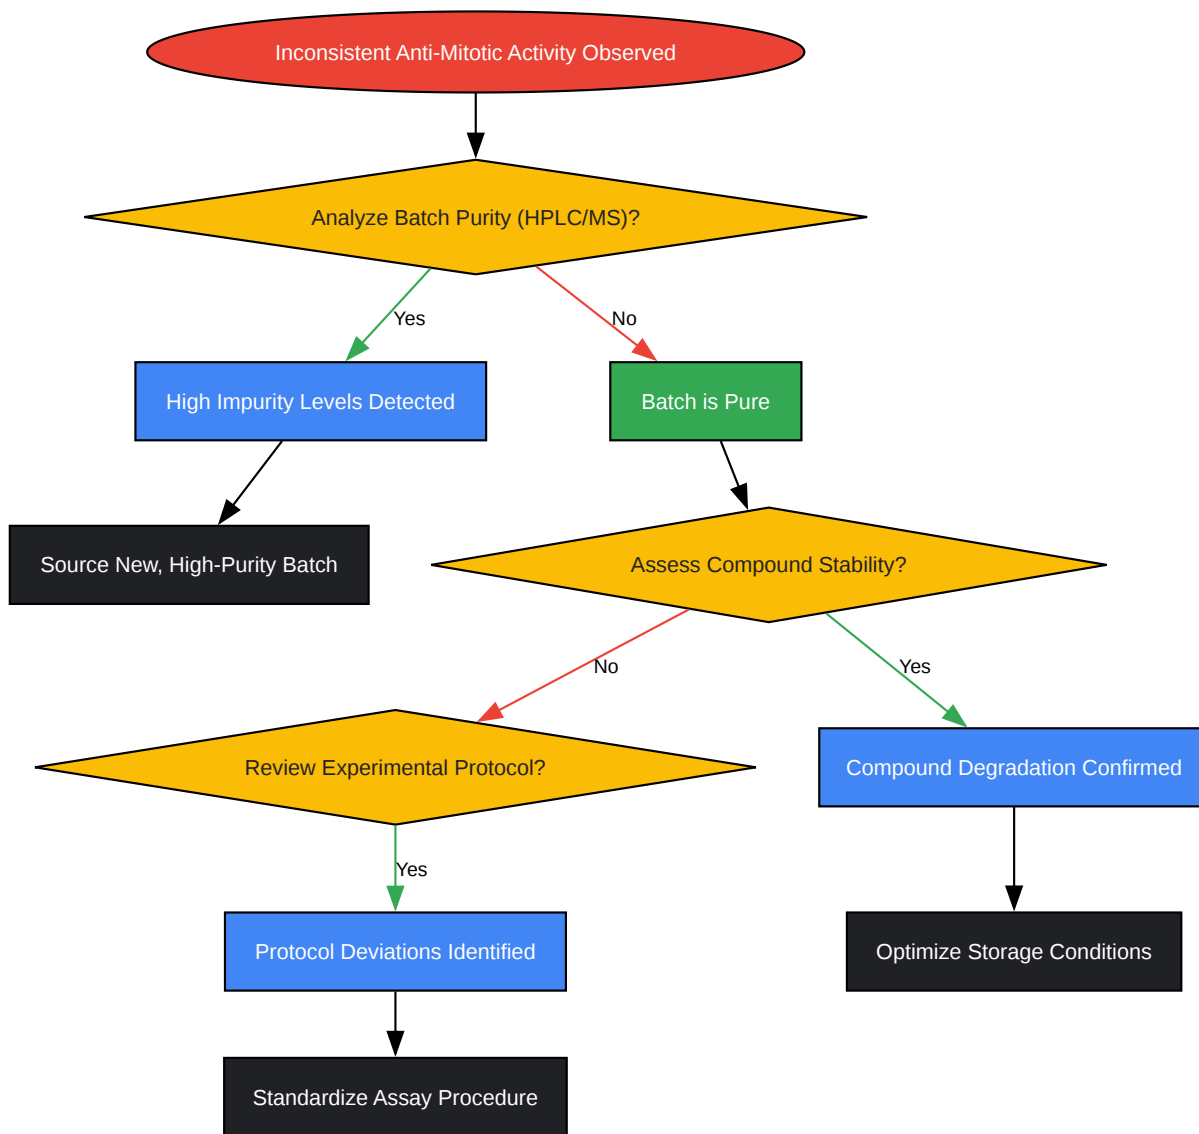 Inconsistent Anti-Mitotic Activity Observed
Analyze Batch Purity (HPLC/MS)?
Yes
No
High Impurity Levels Detected
Batch is Pure
Source New, High-Purity Batch
Assess Compound Stability?
No
Yes
Review Experimental Protocol?
Compound Degradation Confirmed
Yes
Protocol Deviations Identified
Optimize Storage Conditions
Standardize Assay Procedure